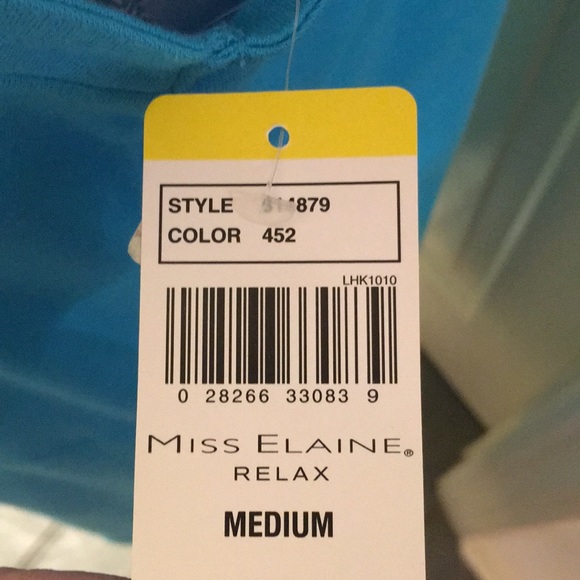 STYLE
COLOR 452
LHK1010
0 28266 33083 9
MISS ELAINE®
RELAX
MEDIUM